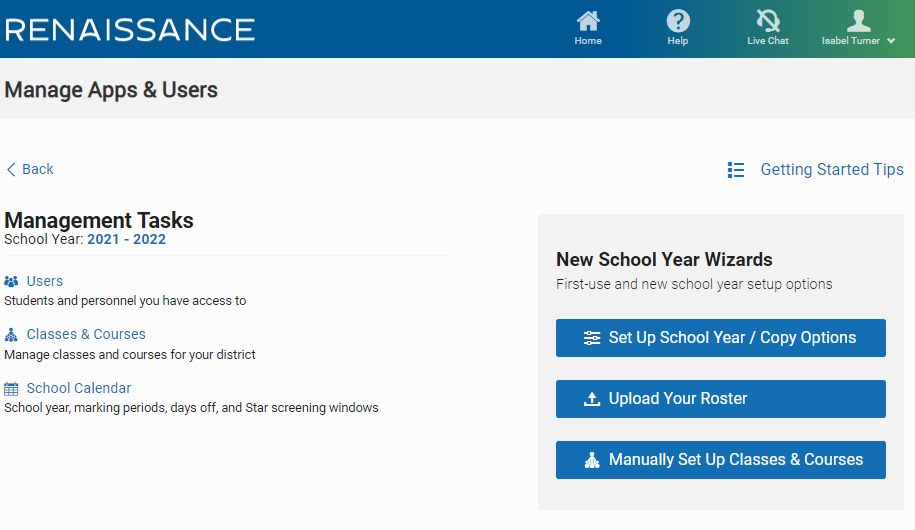 RENAISSANCE
Home
Help
Live Chat
Isabel Turner
Manage Apps & Users
Back
Getting Started Tips
Management Tasks
School Year: 2021 - 2022
Users
Students and personnel you have access to
Classes & Courses
Manage classes and courses for your district
School Calendar
School year, marking periods, days off, and Star screening windows
New School Year Wizards
First-use and new school year setup options
Set Up School Year / Copy Options
Upload Your Roster
Manually Set Up Classes & Courses